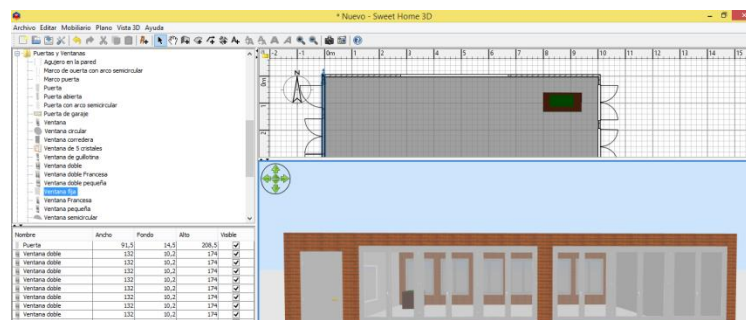 * Nuevo - Sweet Home 3D
Archivo Editar Mobiliario Plano Vista 3D Ayuda
Puertas y Ventanas
Agujero en la pared
Marco de puerta con arco semicircular
Marco puerta
Puerta
Puerta abierta
Puerta con arco semicircular
Puerta de garaje
Ventana
Ventana circular
Ventana corredera
Ventana de 5 cristales
Ventana de guillotina
Ventana doble
Ventana doble Francesa
Ventana doble pequeña
Ventana fija
Ventana Francesa
Ventana pequeña
Ventana semicircular
-2 -1 0m 1 2 3 4 5 6 7 8 9 10 11 12 13 14 15
0m
1
2
N
Nombre Ancho Fondo Alto Visible
Puerta 91,5 14,5 208,5
Ventana doble 132 10,2 174
Ventana doble 132 10,2 174
Ventana doble 132 10,2 174
Ventana doble 132 10,2 174
Ventana doble 132 10,2 174
Ventana doble 132 10,2 174
Ventana doble 132 10,2 174